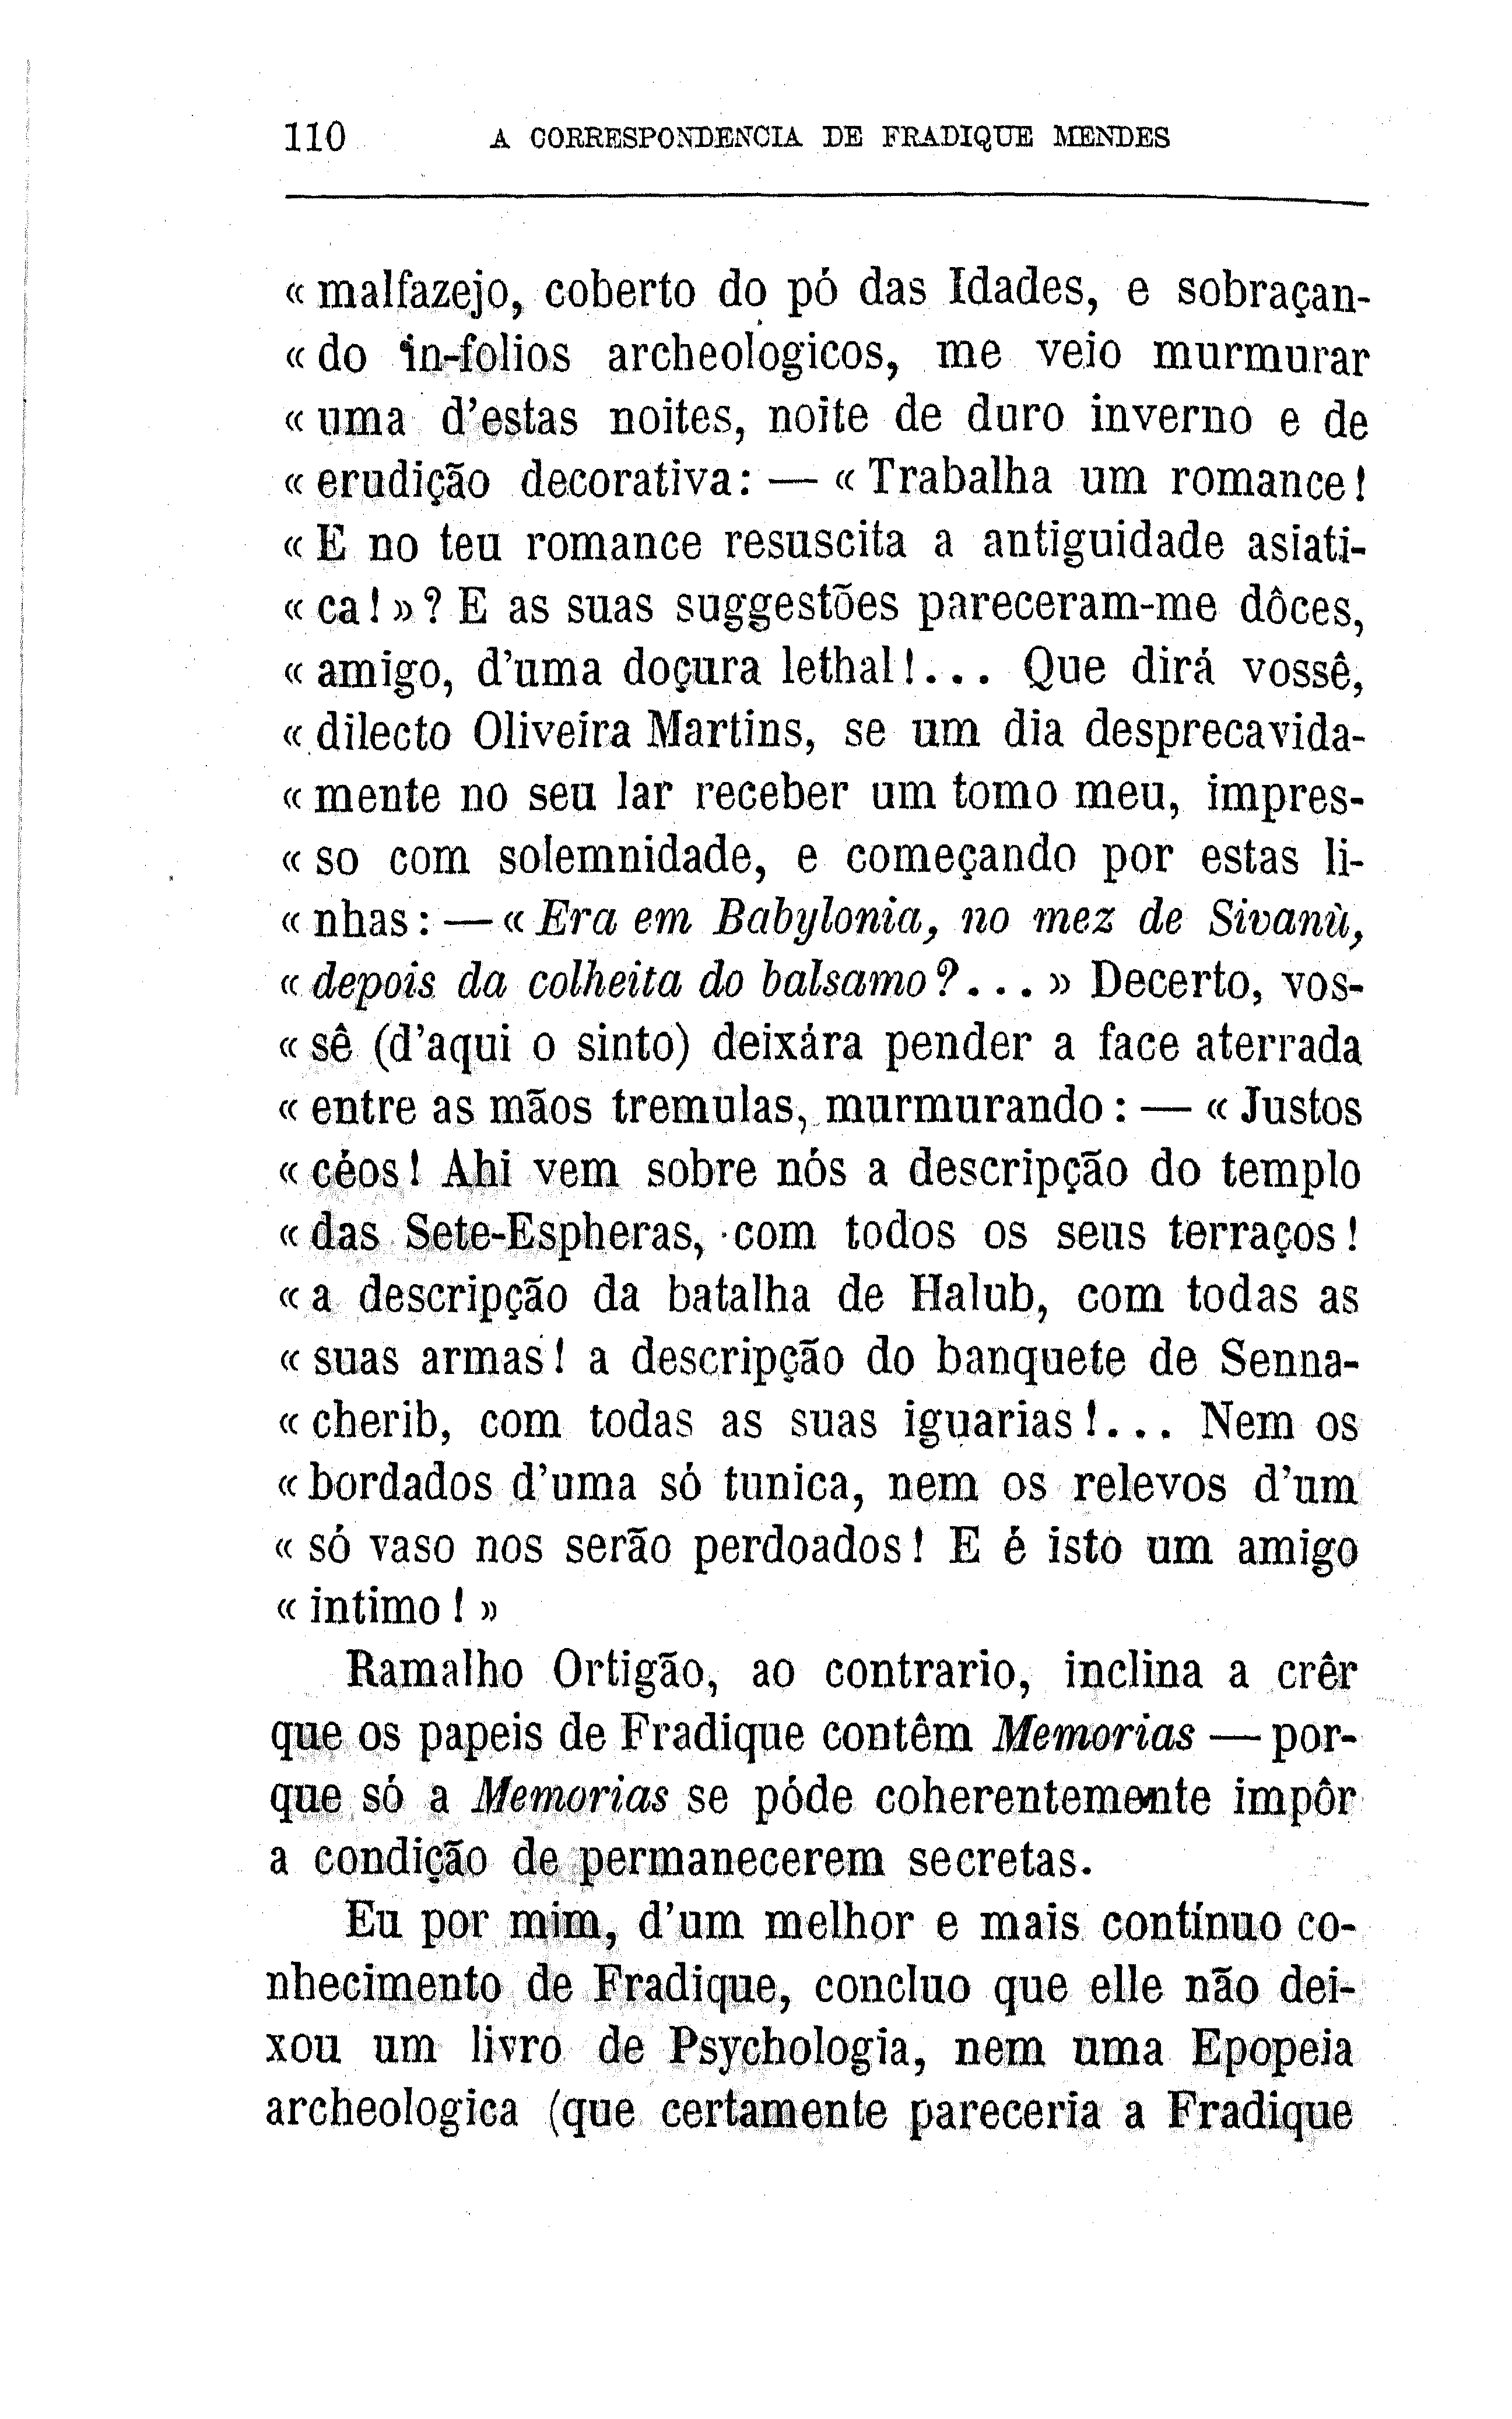 110 A CORRESPONDENCIA DE FRADIQUE MENDES
« malfazejo, coberto do pó das Idades, e sobraçan-
« do in-folios archeologicos, me veio murmurar
« uma d'estas noites, noite de duro inverno e de
« erudição decorativa: — « Trabalha um romance!
« E no teu romance resuscita a antiguidade asiati-
« ca! »? E as suas suggestões pareceram-me dôces,
« amigo, d'uma doçura lethal!... Que dirá vossê,
« dilecto Oliveira Martins, se um dia desprecavida-
« mente no seu lar receber um tomo meu, impres-
« so com solemnidade, e começando por estas li-
« nhas: — « Era em Babylonia, no mez de Sivanù,
« depois da colheita do balsamo?... » Decerto, vos-
« sê (d'aqui o sinto) deixára pender a face aterrada
« entre as mãos tremulas, murmurando: — « Justos
« céos! Ahi vem sobre nós a descripção do templo
« das Sete-Espheras, com todos os seus terraços!
« a descripção da batalha de Halub, com todas as
« suas armas! a descripção do banquete de Senna-
« cherib, com todas as suas iguarias!... Nem os
« bordados d'uma só tunica, nem os relevos d'um
« só vaso nos serão perdoados! E é isto um amigo
« intimo! »
Ramalho Ortigão, ao contrario, inclina a crêr
que os papeis de Fradique contêm Memorias — por-
que só a Memorias se póde coherentemente impôr
a condição de permanecerem secretas.
Eu por mim, d'um melhor e mais contínuo co-
nhecimento de Fradique, concluo que elle não dei-
xou um livro de Psychologia, nem uma Epopeia
archeologica (que certamente pareceria a Fradique